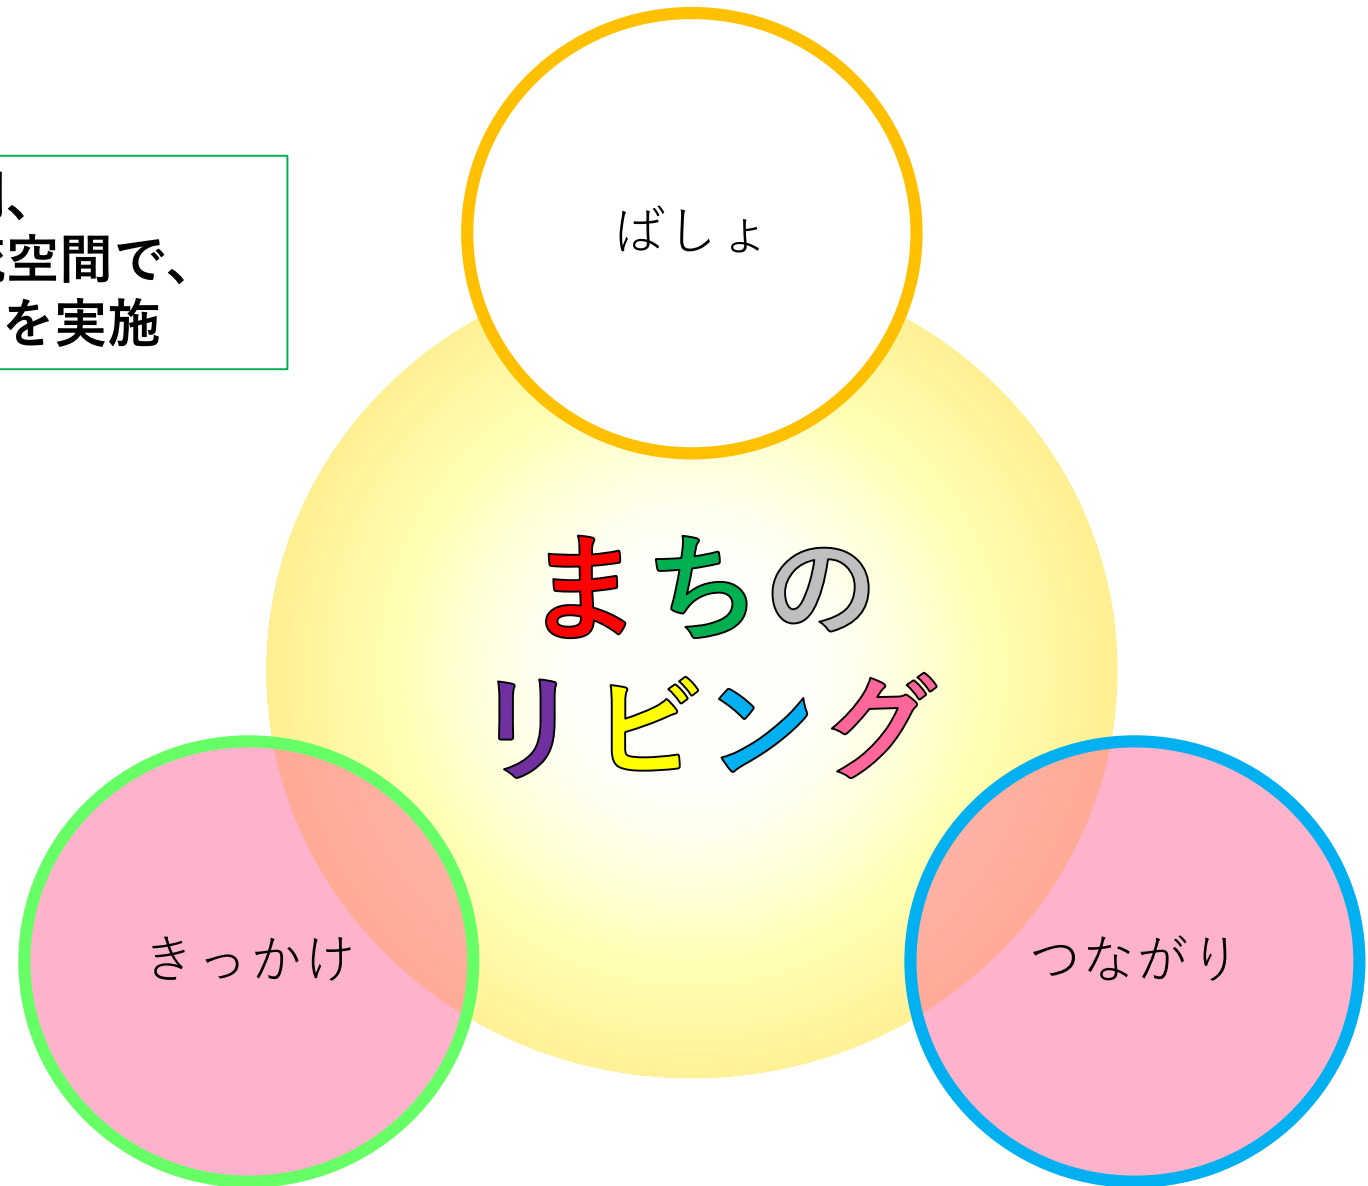 ばしょ
空間で、
を実施
まちの
リビング
きっかけ
つながり